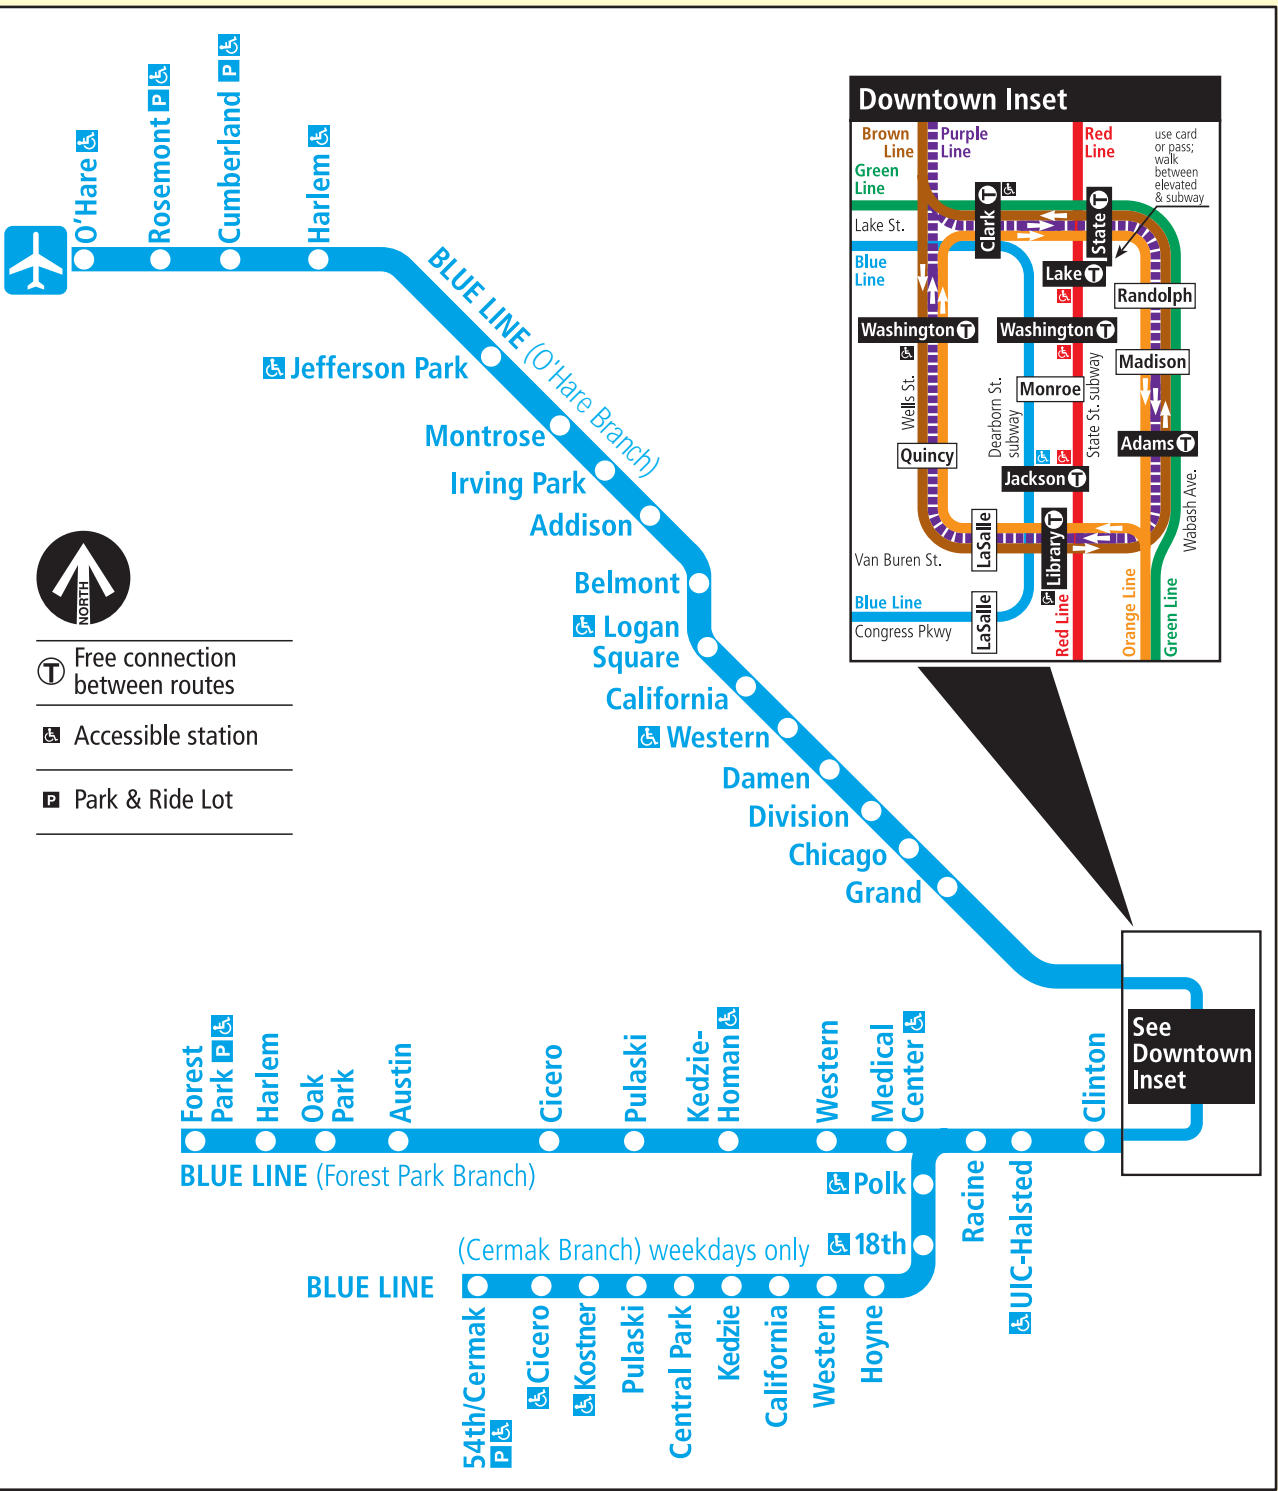 O'Hare
Rosemont P
Cumberland P
Harlem
BLUE LINE (O'Hare Branch)
Jefferson Park
Montrose
Irving Park
Addison
Belmont
Logan
Square
California
Western
Damen
Division
Chicago
Grand
NORTH
T Free connection
between routes
Accessible station
P Park & Ride Lot
Downtown Inset
Brown
Line
Purple
Line
Red
Line
use card
or pass;
walk
between
elevated
& subway
Green
Line
Lake St.
Blue
Line
Clark T
State T
Lake T
Randolph
Washington T
Washington T
Wells St.
Dearborn St.
subway
Monroe
State St. subway
Madison
Quincy
Jackson T
Adams T
Wabash Ave.
LaSalle
Library T
Van Buren St.
Blue Line
Congress Pkwy
LaSalle
Red Line
Orange Line
Green Line
See
Downtown
Inset
Forest
Park P
Harlem
Oak
Park
Austin
Cicero
Pulaski
Kedzie-
Homan
Western
Medical
Center
Clinton
BLUE LINE (Forest Park Branch)
Polk
18th
Racine
UIC-Halsted
(Cermak Branch) weekdays only
BLUE LINE
54th/Cermak
P
Cicero
Kostner
Pulaski
Central Park
Kedzie
California
Western
Hoyne